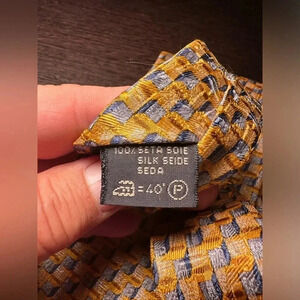 100% SETA SOIE
SILK SEIDE
SEDA
= 40° P